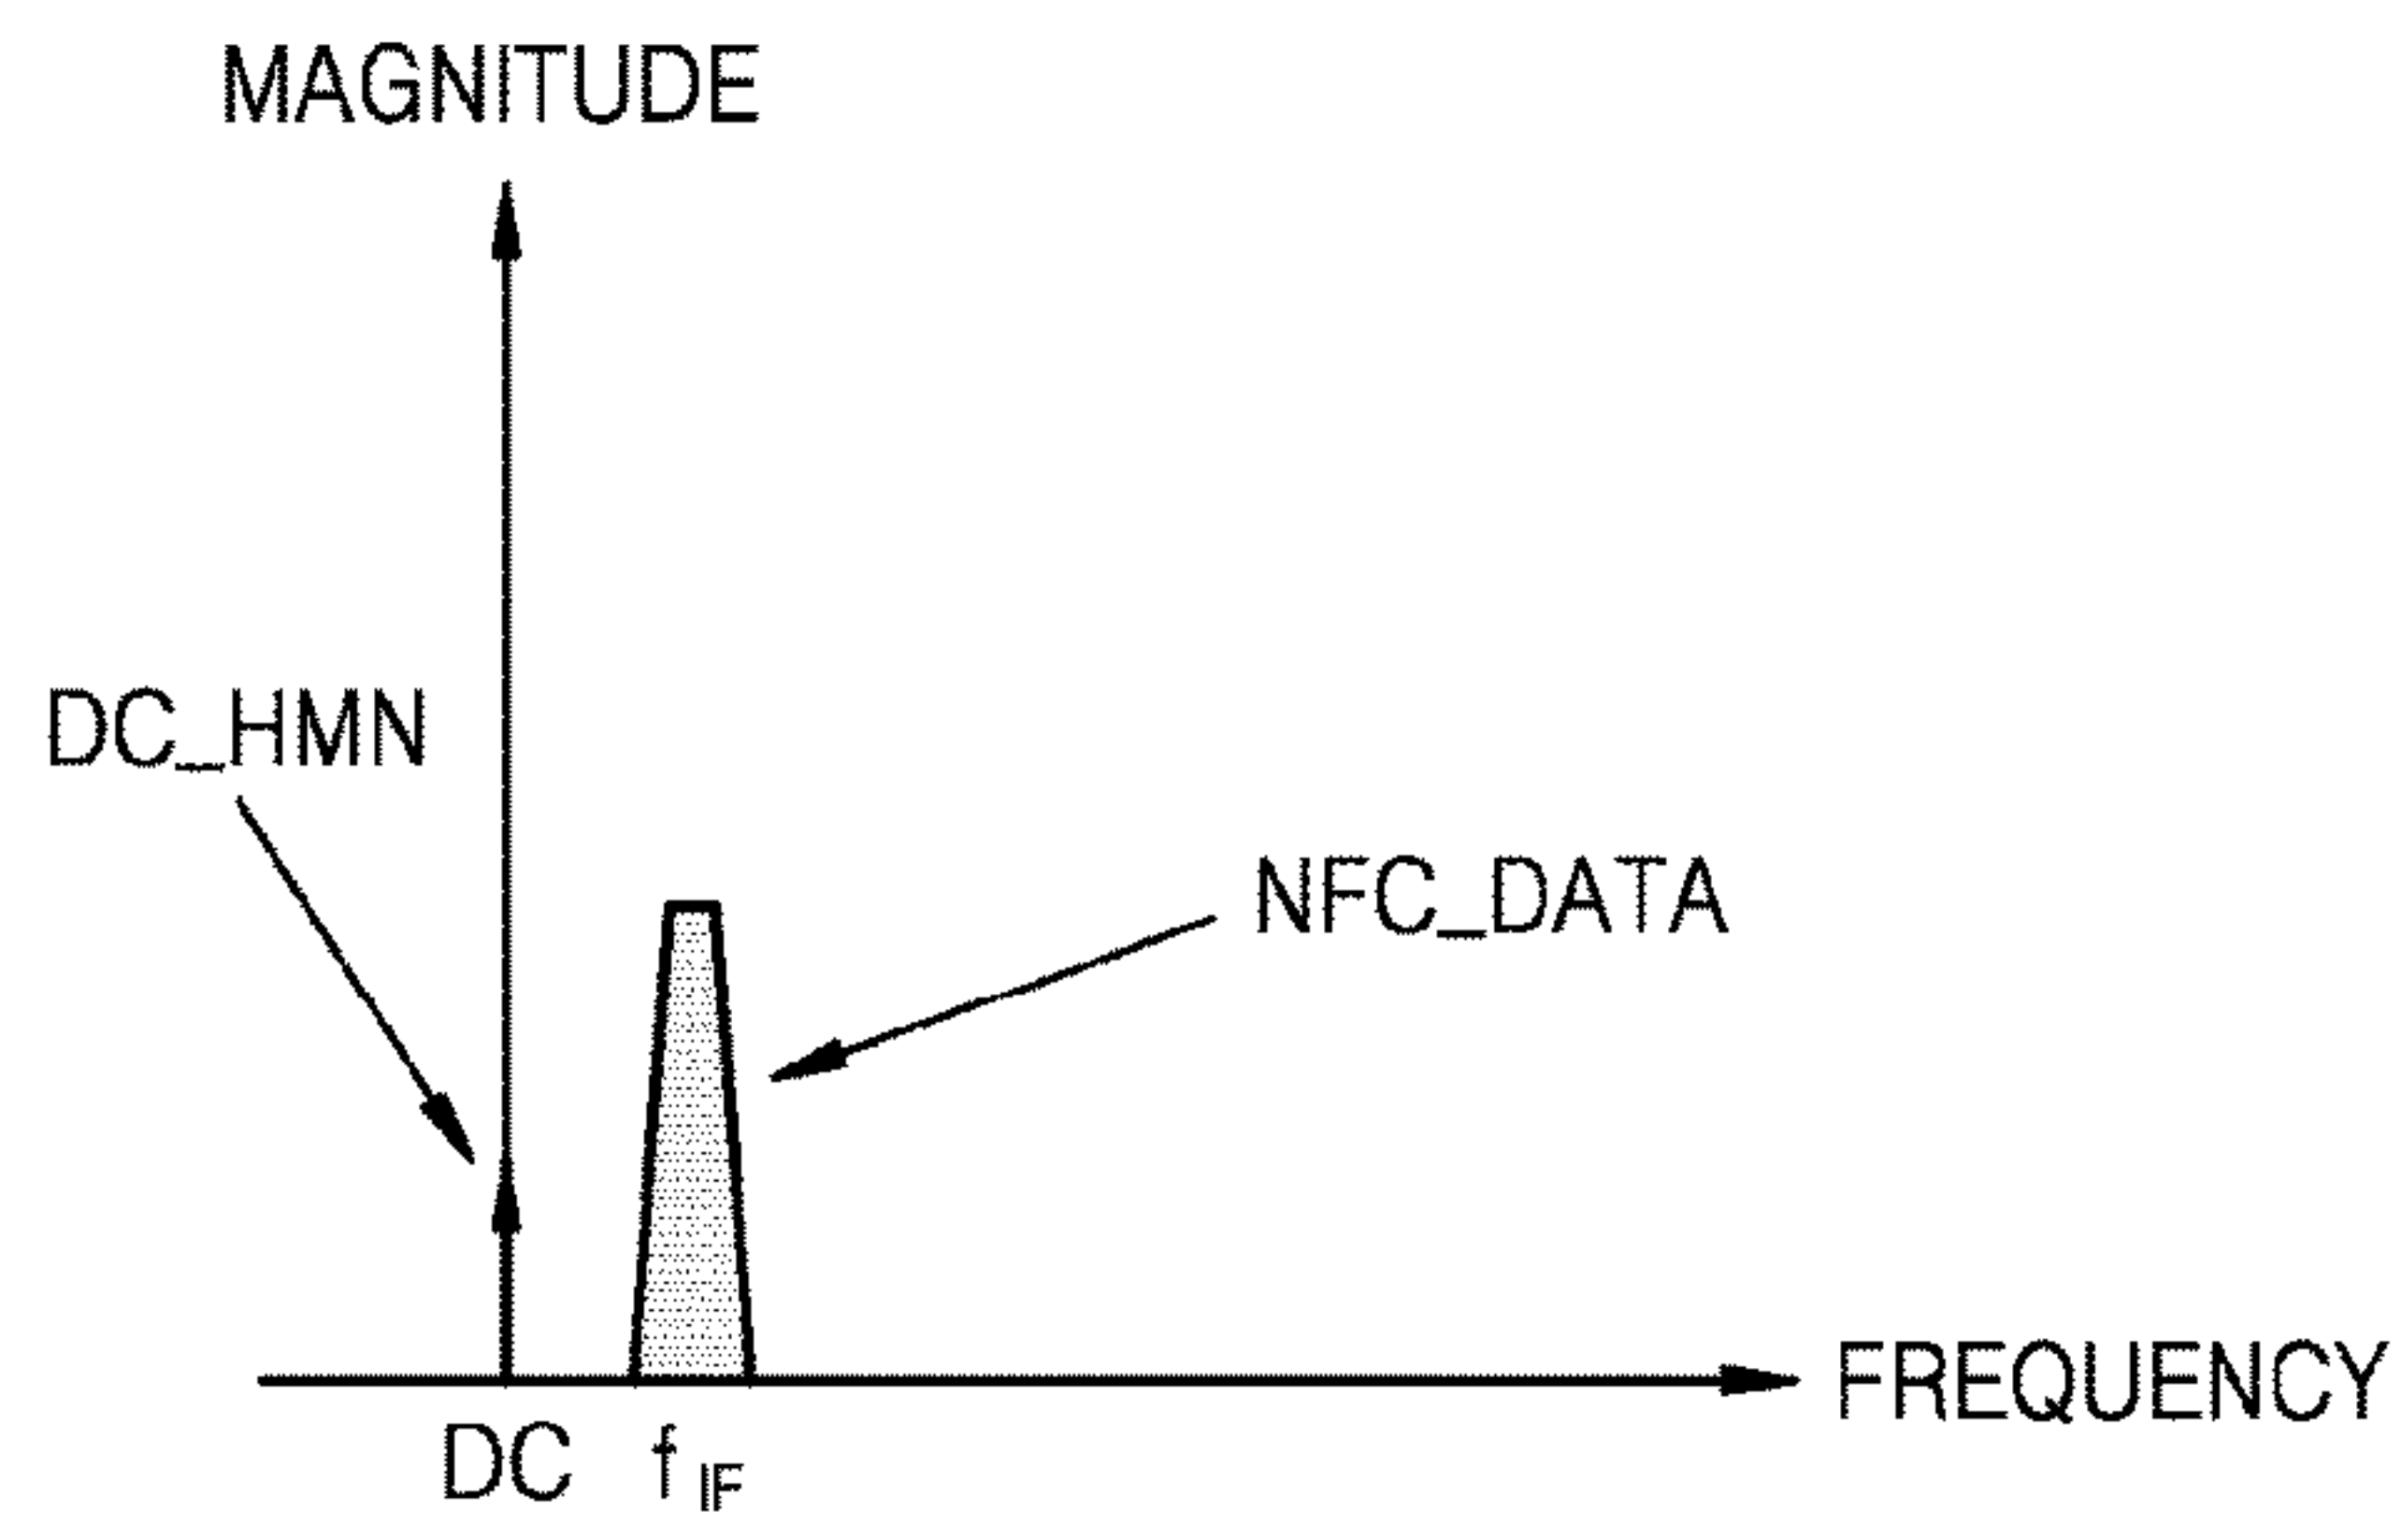 MAGNITUDE
DC_HMN
NFC_DATA
FREQUENCY
DC
f IF